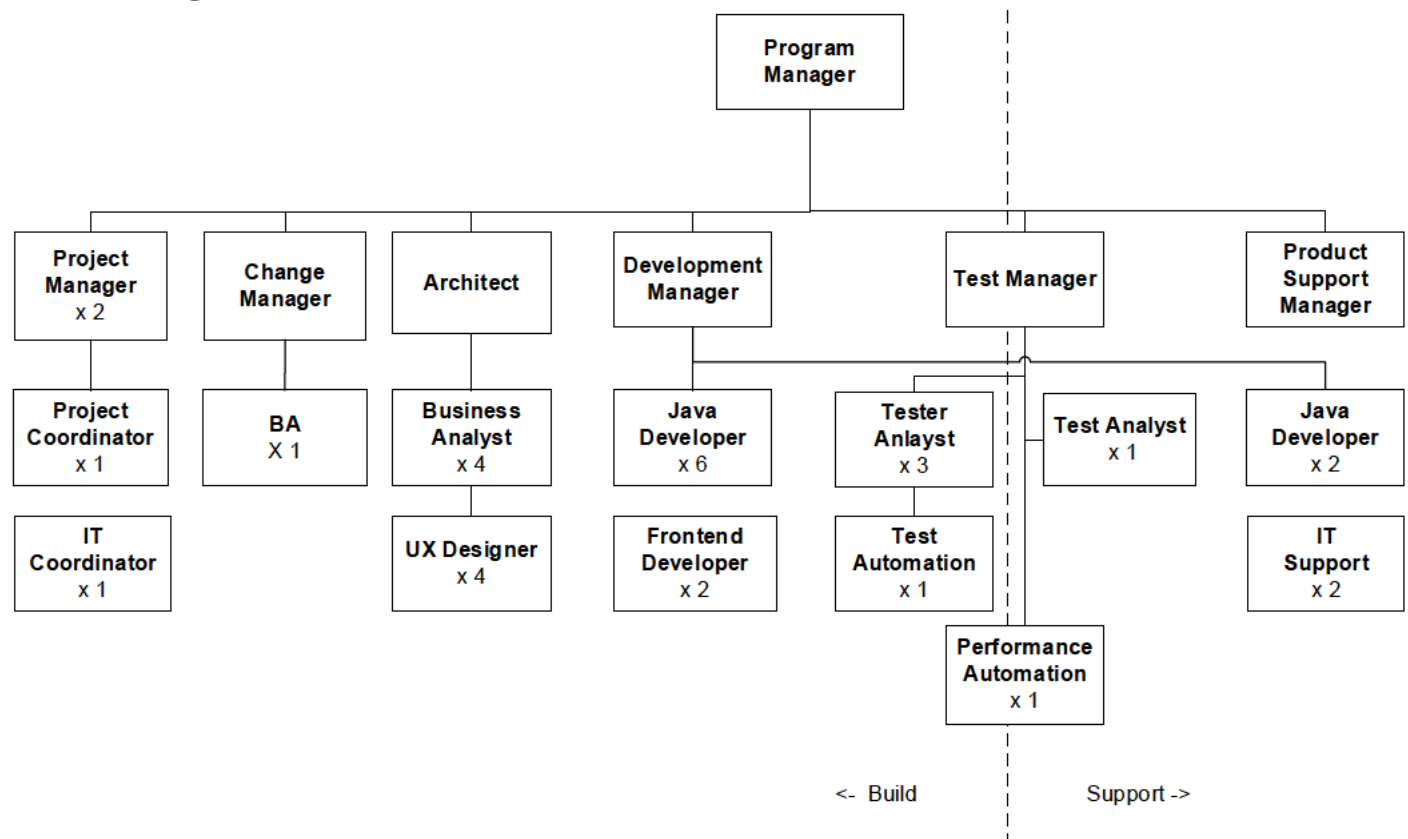 Program
Manager
Project
Manager
x 2
Change
Manager
Architect
Development
Manager
Test Manager
Product
Support
Manager
Project
Coordinator
x 1
BA
X 1
Business
Analyst
x 4
Java
Developer
x 6
Tester
Anlayst
x 3
Test Analyst
x 1
Java
Developer
x 2
IT
Coordinator
x 1
UX Designer
x 4
Frontend
Developer
x 2
Test
Automation
x 1
IT
Support
x 2
Performance
Automation
x 1
<- Build
Support ->